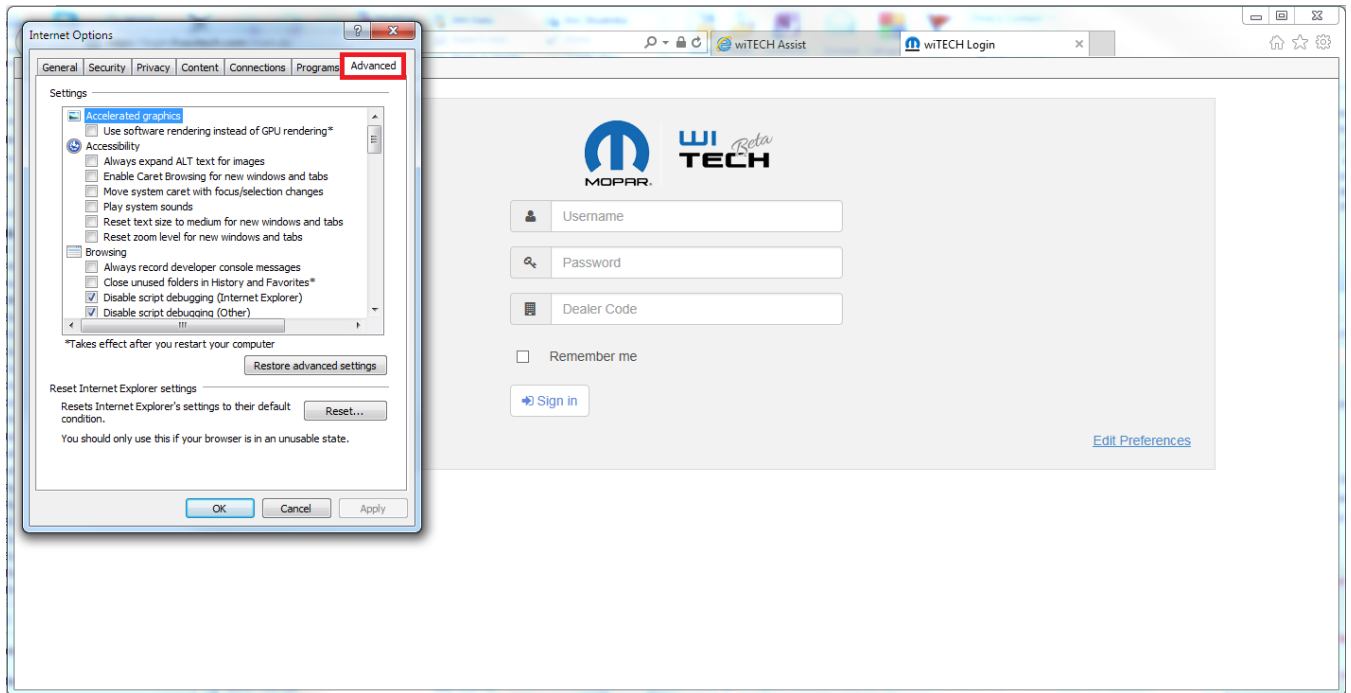 Internet Options
General Security Privacy Content Connections Programs Advanced
Settings
Accelerated graphics
Use software rendering instead of GPU rendering*
Accessibility
Always expand ALT text for images
Enable Caret Browsing for new windows and tabs
Move system caret with focus/selection changes
Play system sounds
Reset text size to medium for new windows and tabs
Reset zoom level for new windows and tabs
Browsing
Always record developer console messages
Close unused folders in History and Favorites*
Disable script debugging (Internet Explorer)
Disable script debugging (Other)
*Takes effect after you restart your computer
Restore advanced settings
Reset Internet Explorer settings
Resets Internet Explorer's settings to their default
condition.
Reset...
You should only use this if your browser is in an unusable state.
OK Cancel Apply
wiTECH Assist
wiTECH Login
MOPAR.
WI Beta
TECH
Username
Password
Dealer Code
Remember me
Sign in
Edit Preferences